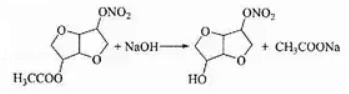 ONO₂
ONO₂
O
O
+ NaOH
O
O
+ CH₃COONa
H₃CCOO
HO